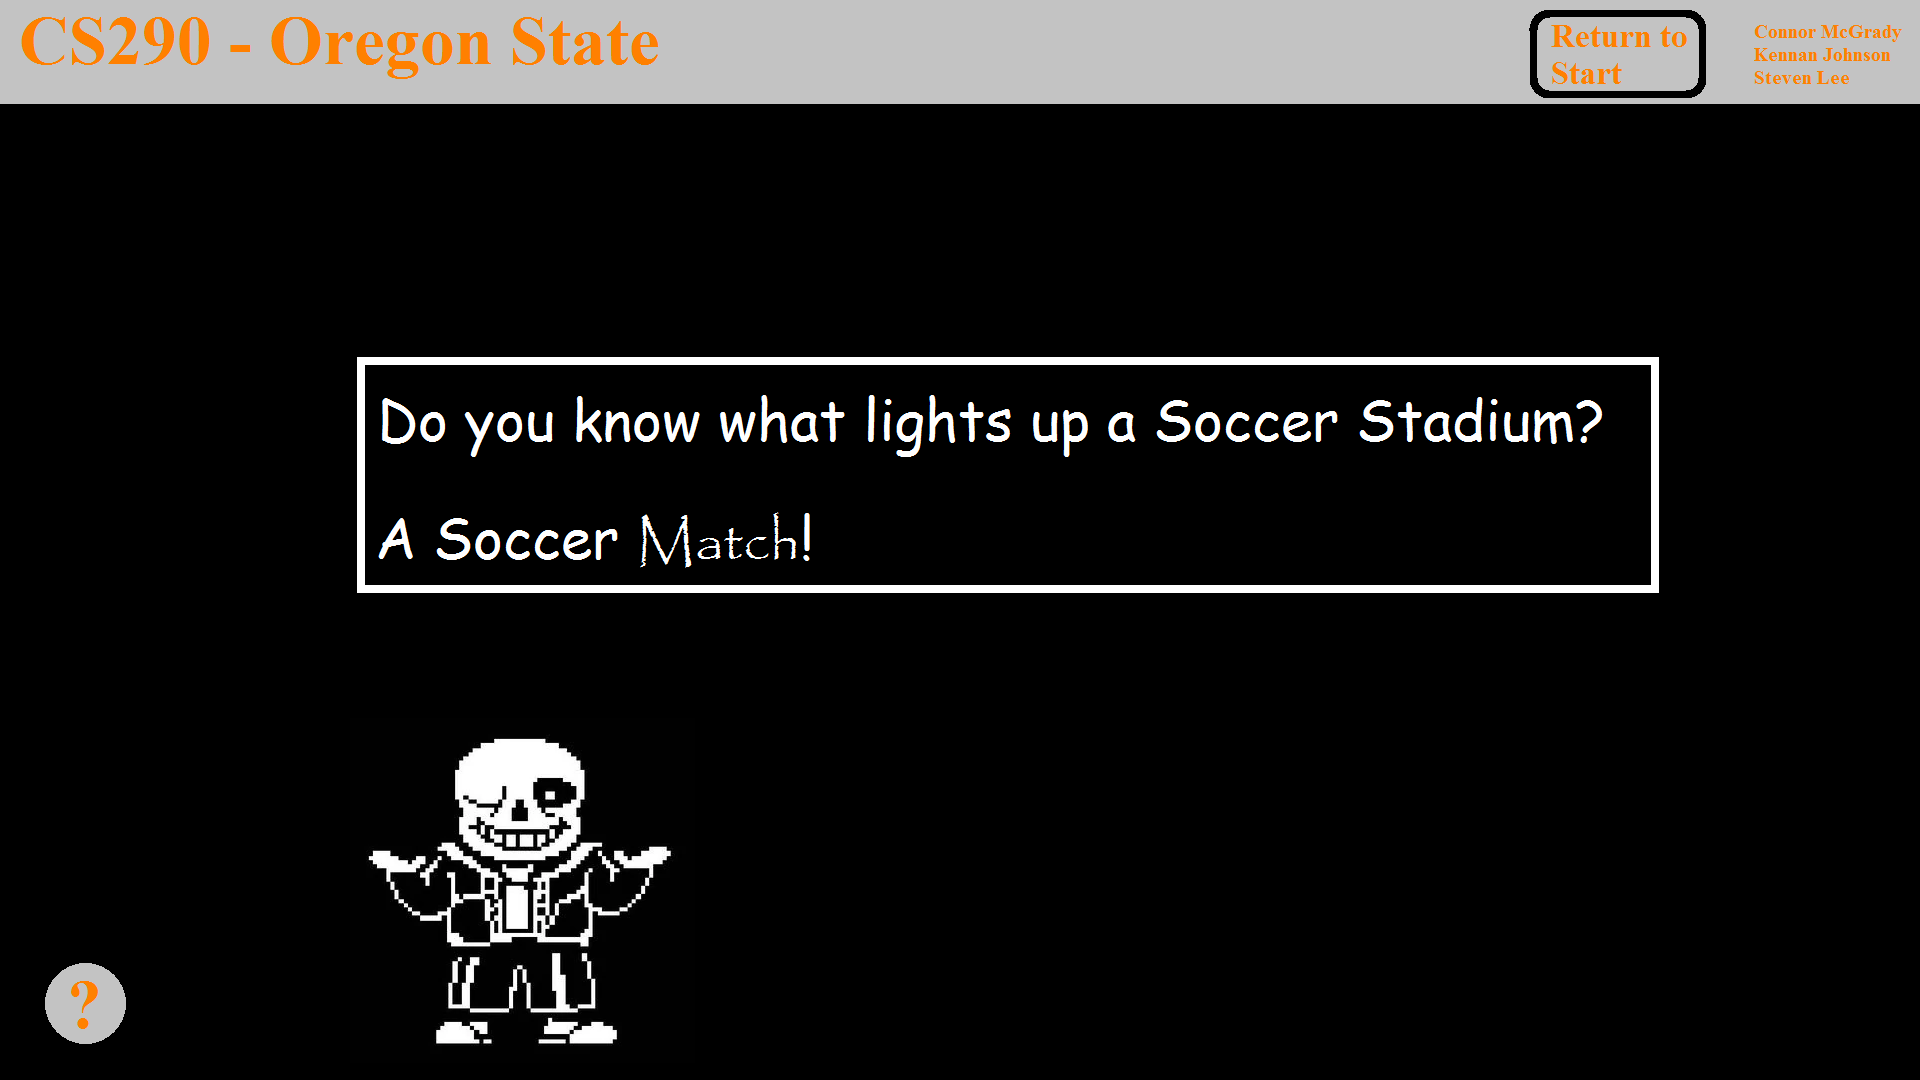 CS290 - Oregon State
Return to
Start
Connor McGrady
Kennan Johnson
Steven Lee
Do you know what lights up a Soccer Stadium?
A Soccer Match!
?